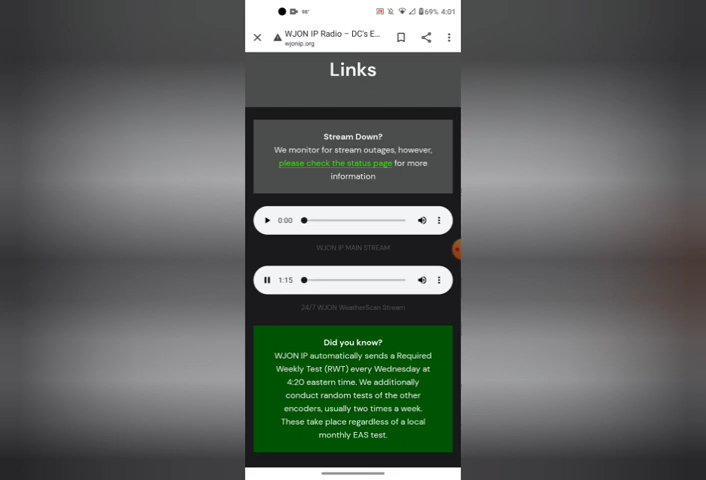 98°
69% 4:01
WJON IP Radio – DC's E...
wjonip.org
Links
Stream Down?
We monitor for stream outages, however,
please check the status page for more
information
0:00
WJON IP MAIN STREAM
1:15
24/7 WJON WeatherScan Stream
Did you know?
WJON IP automatically sends a Required
Weekly Test (RWT) every Wednesday at
4:20 eastern time. We additionally
conduct random tests of the other
encoders, usually two times a week.
These take place regardless of a local
monthly EAS test.